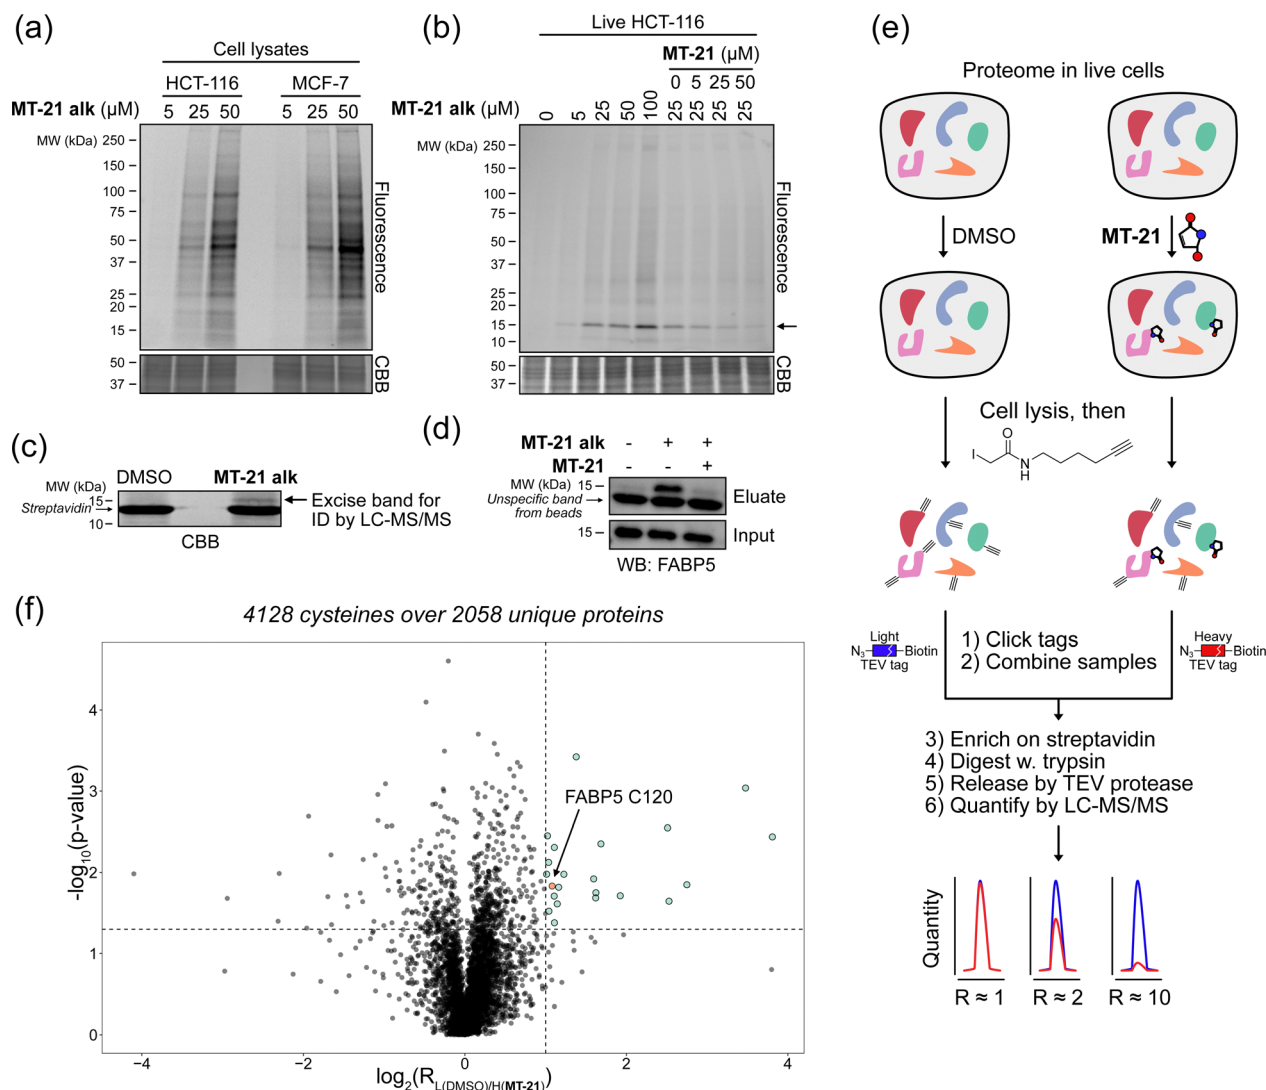 (a)
Cell lysates
HCT-116 MCF-7
MT-21 alk (µM) 5 25 50 5 25 50
MW (kDa)
250
150
100
75
50
37
25
20
15
Fluorescence
50
37
CBB
(b)
Live HCT-116
MT-21 (µM)
0 5 25 50
MT-21 alk (µM) 0 5 25 50 100 25 25 25 25
MW (kDa)
250
150
100
75
50
37
25
20
15
10
Fluorescence
50
37
CBB
(c)
DMSO MT-21 alk
MW (kDa)
15
Streptavidin
10
Excise band for
ID by LC-MS/MS
CBB
(d)
MT-21 alk - + +
MT-21 - - +
MW (kDa) 15
Unspecific band
from beads
Eluate
15
Input
WB: FABP5
(e)
Proteome in live cells
DMSO
MT-21
Cell lysis, then
O
I
N
H
Light
N3 Biotin
TEV tag
1) Click tags
2) Combine samples
Heavy
N3 Biotin
TEV tag
3) Enrich on streptavidin
4) Digest w. trypsin
5) Release by TEV protease
6) Quantify by LC-MS/MS
Quantity
R ≈ 1 R ≈ 2 R ≈ 10
(f)
4128 cysteines over 2058 unique proteins
FABP5 C120
-log10(p-value)
4
3
2
1
0
−4 −2 0 2 4
log2(RL(DMSO)/H(MT-21))